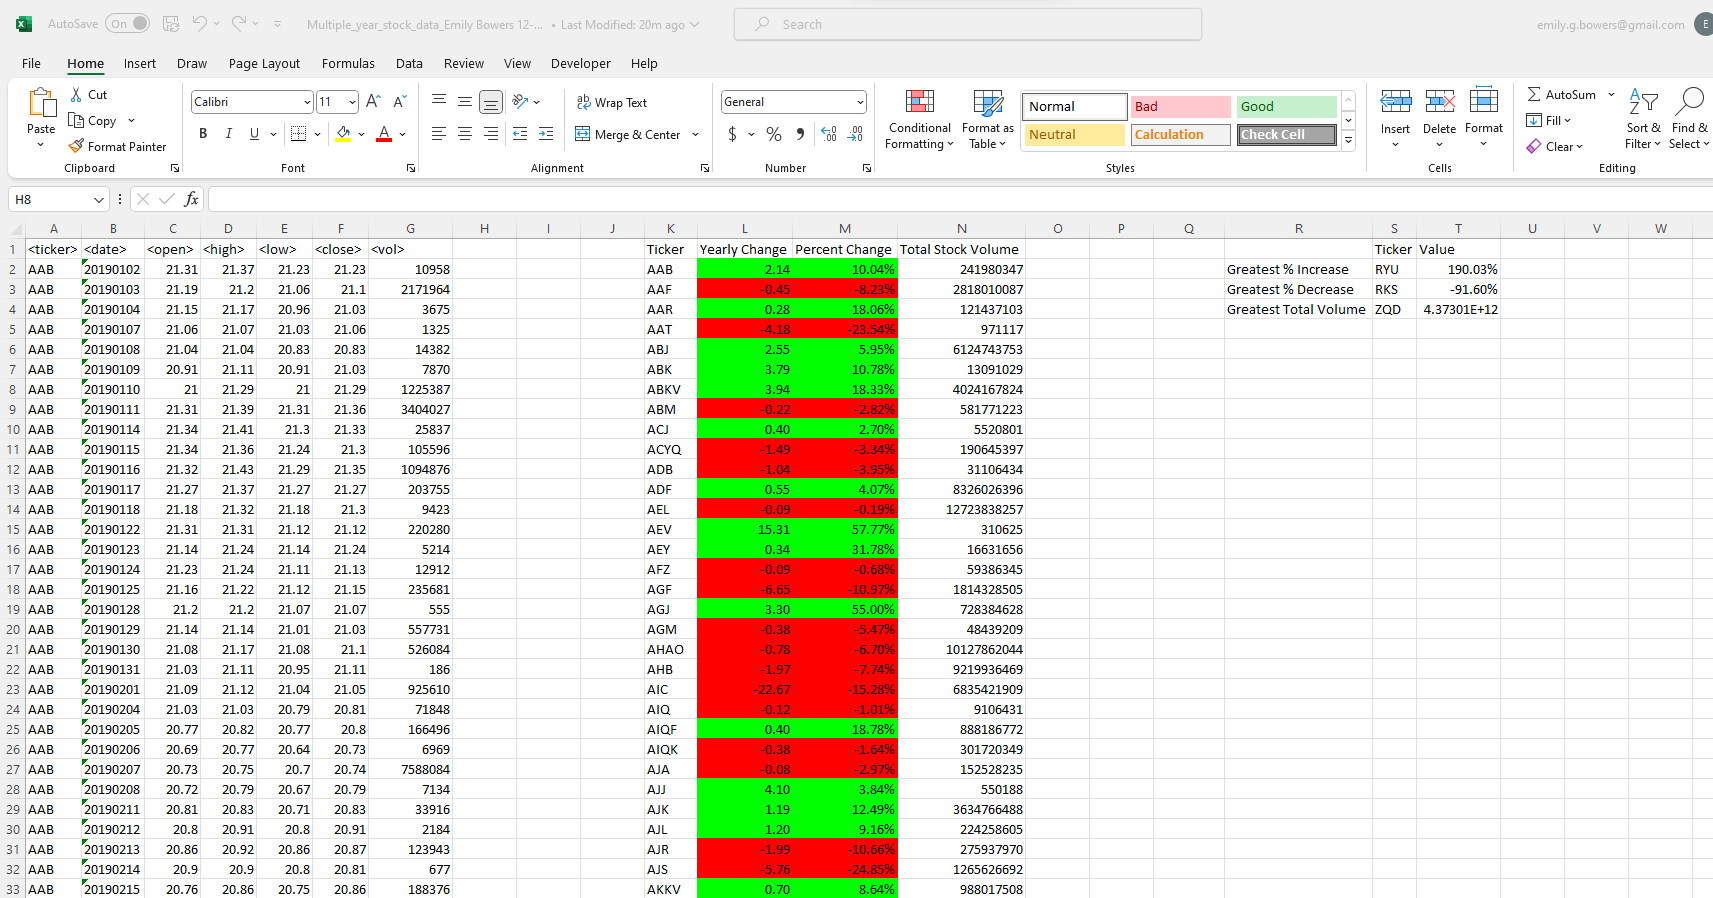 AutoSave On Multiple_year_stock_data_Emily Bowers 12-... • Last Modified: 20m ago Search emily.g.bowers@gmail.com E
File Home Insert Draw Page Layout Formulas Data Review View Developer Help
Paste Cut Copy Format Painter Clipboard
Calibri 11 A A B I U A Font
ab Wrap Text Merge & Center Alignment
General $ % , Number
Conditional Formatting Format as Table Normal Bad Good Neutral Calculation Check Cell Styles
Insert Delete Format Cells
AutoSum Fill Clear Sort & Filter Find & Select Editing
H8 fx
A B C D E F G H I J K L M N O P Q R S T U V W
1 <ticker> <date> <open> <high> <low> <close> <vol> Ticker Yearly Change Percent Change Total Stock Volume Ticker Value
2 AAB 20190102 21.31 21.37 21.23 21.23 10958 AAB 2.14 10.04% 241980347 Greatest % Increase RYU 190.03%
3 AAB 20190103 21.19 21.2 21.06 21.1 2171964 AAF -0.45 -8.23% 2818010087 Greatest % Decrease RKS -91.60%
4 AAB 20190104 21.15 21.17 20.96 21.03 3675 AAR 0.28 18.06% 121437103 Greatest Total Volume ZQD 4.37301E+12
5 AAB 20190107 21.06 21.07 21.03 21.06 1325 AAT -4.18 -23.54% 971117
6 AAB 20190108 21.04 21.04 20.83 20.83 14382 ABJ 2.55 5.95% 6124743753
7 AAB 20190109 20.91 21.11 20.91 21.03 7870 ABK 3.79 10.78% 13091029
8 AAB 20190110 21 21.29 21 21.29 1225387 ABKV 3.94 18.33% 4024167824
9 AAB 20190111 21.31 21.39 21.31 21.36 3404027 ABM -0.22 -2.82% 581771223
10 AAB 20190114 21.34 21.41 21.3 21.33 25837 ACJ 0.40 2.70% 5520801
11 AAB 20190115 21.34 21.36 21.24 21.3 105596 ACYQ -1.49 -3.34% 190645397
12 AAB 20190116 21.32 21.43 21.29 21.35 1094876 ADB -1.04 -3.95% 31106434
13 AAB 20190117 21.27 21.37 21.27 21.27 203755 ADF 0.55 4.07% 8326026396
14 AAB 20190118 21.18 21.32 21.18 21.3 9423 AEL -0.09 -0.19% 12723838257
15 AAB 20190122 21.31 21.31 21.12 21.12 220280 AEV 15.31 57.77% 310625
16 AAB 20190123 21.14 21.24 21.14 21.24 5214 AEY 0.34 31.78% 16631656
17 AAB 20190124 21.23 21.24 21.11 21.13 12912 AFZ -0.09 -0.68% 59386345
18 AAB 20190125 21.16 21.22 21.12 21.15 235681 AGF -6.65 -10.97% 1814328505
19 AAB 20190128 21.2 21.2 21.07 21.07 555 AGJ 3.30 55.00% 728384628
20 AAB 20190129 21.14 21.14 21.01 21.03 557731 AGM -0.38 -5.47% 48439209
21 AAB 20190130 21.08 21.17 21.08 21.1 526084 AHAO -0.78 -6.70% 10127862044
22 AAB 20190131 21.03 21.11 20.95 21.11 186 AHB -1.97 -7.74% 9219936469
23 AAB 20190201 21.09 21.12 21.04 21.05 925610 AIC -22.67 -15.28% 6835421909
24 AAB 20190204 21.03 21.03 20.79 20.81 71848 AIQ -0.12 -1.01% 9106431
25 AAB 20190205 20.77 20.82 20.77 20.8 166496 AIQF 0.40 18.78% 888186772
26 AAB 20190206 20.69 20.77 20.64 20.73 6969 AIQK -0.38 -1.64% 301720349
27 AAB 20190207 20.73 20.75 20.7 20.74 7588084 AJA -0.08 -2.97% 152528235
28 AAB 20190208 20.72 20.79 20.67 20.79 7134 AJJ 4.10 3.84% 550188
29 AAB 20190211 20.81 20.83 20.71 20.83 33916 AJK 1.19 12.49% 3634766488
30 AAB 20190212 20.8 20.91 20.8 20.91 2184 AJL 1.20 9.16% 224258605
31 AAB 20190213 20.86 20.92 20.86 20.87 123943 AJR -1.99 -10.66% 275937970
32 AAB 20190214 20.9 20.9 20.8 20.81 677 AJS -5.76 -24.85% 1265626692
33 AAB 20190215 20.76 20.86 20.75 20.86 188376 AKKV 0.70 8.64% 988017508